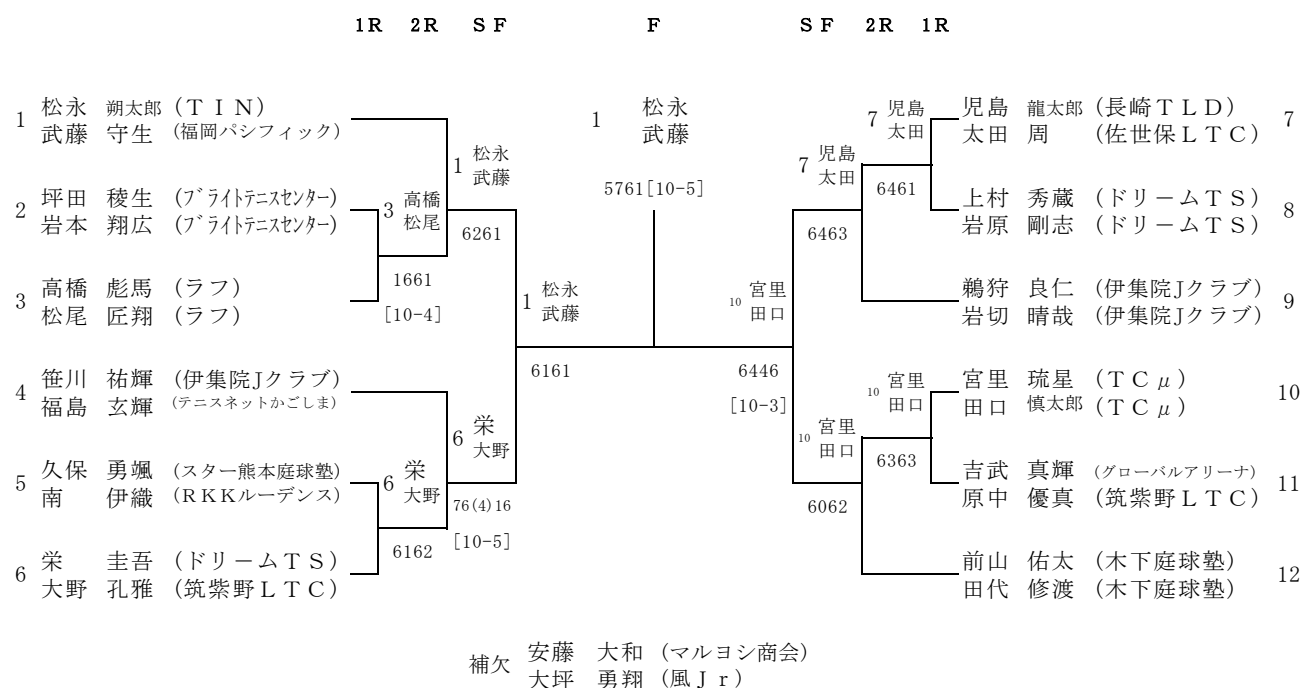 1R 2R SF F SF 2R 1R
1 松永 朔太郎 (ＴＩＮ)
武藤 守生 (福岡パシフィック)
2 坪田 稜生 (ﾌﾞﾗｲﾄﾃﾆｽｾﾝﾀｰ)
岩本 翔広 (ﾌﾞﾗｲﾄﾃﾆｽｾﾝﾀｰ)
3 高橋 彪馬 (ラフ)
松尾 匠翔 (ラフ)
4 笹川 祐輝 (伊集院Jクラブ)
福島 玄輝 (テニスネットかごしま)
5 久保 勇颯 (スター熊本庭球塾)
南 伊織 (ＲＫＫルーデンス)
6 栄 圭吾 (ドリームＴＳ)
大野 孔雅 (筑紫野ＬＴＣ)
3 高橋
松尾
1661
[10-4]
6 栄
大野
6162
1 松永
武藤
6261
6 栄
大野
76(4)16
[10-5]
1 松永
武藤
6161
1 松永
武藤
5761[10-5]
10 宮里
田口
6446
[10-3]
7 児島
太田
6463
10 宮里
田口
6062
7 児島
太田
6461
10 宮里
田口
6363
児島 龍太郎 (長崎ＴＬＤ) 7
太田 周 (佐世保ＬＴＣ)
上村 秀蔵 (ドリームＴＳ) 8
岩原 剛志 (ドリームＴＳ)
鵜狩 良仁 (伊集院Jクラブ) 9
岩切 晴哉 (伊集院Jクラブ)
宮里 琉星 (ＴＣμ) 10
田口 慎太郎 (ＴＣμ)
吉武 真輝 (グローバルアリーナ) 11
原中 優真 (筑紫野ＬＴＣ)
前山 佑太 (木下庭球塾) 12
田代 修渡 (木下庭球塾)
補欠 安藤 大和 (マルヨシ商会)
大坪 勇翔 (風Ｊｒ)